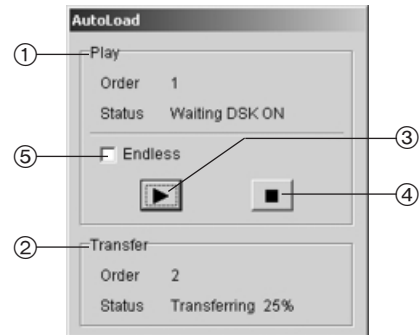 AutoLoad
① Play
Order 1
Status Waiting DSK ON
③
⑤ Endless
④
② Transfer
Order 2
Status Transferring 25%